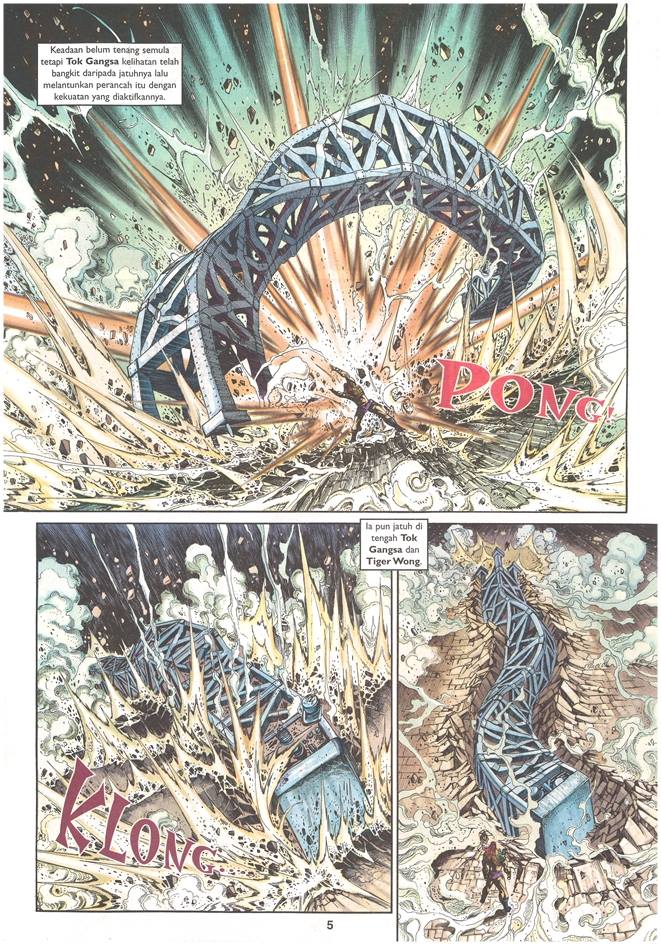 Keadaan belum tenang semula
tetapi Tok Gangsa kelihatan telah
bangkit daripada jatuhnya lalu
melantunkan perancah itu dengan
kekuatan yang diaktifkannya.
PONG!
Ia pun jatuh di
tengah Tok
Gangsa dan
Tiger Wong.
KLONG
5